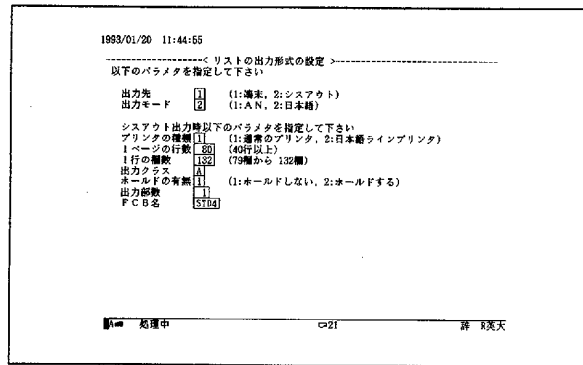 1993/01/20 11:44:55
--------------------< リストの出力形式の設定 >--------------------
以下のパラメタを指定して下さい
出力先 1 (1:端末, 2:シスアウト)
出力モード 2 (1:AN, 2:日本語)
シスアウト出力時以下のパラメタを指定して下さい
プリンタの種類 1 (1:通常のプリンタ, 2:日本語ラインプリンタ)
1ページの行数 80 (40行以上)
1行の欄数 132 (79欄から 132欄)
出力クラス A
ホールドの有無 1 (1:ホールドしない, 2:ホールドする)
出力部数 1
FCB名 STD4
処理中 21 辞 R英大